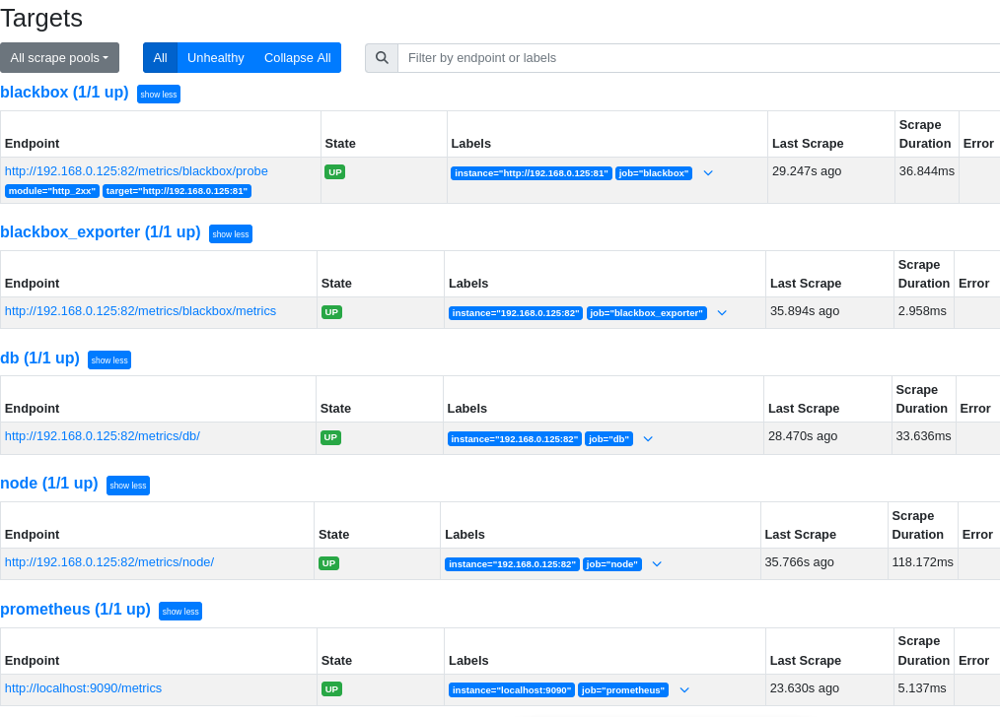 Targets
All scrape pools All Unhealthy Collapse All Filter by endpoint or labels
blackbox (1/1 up) show less
Endpoint State Labels Last Scrape Scrape Duration Error
http://192.168.0.125:82/metrics/blackbox/probe UP instance="http://192.168.0.125:81" job="blackbox" 29.247s ago 36.844ms
module="http_2xx" target="http://192.168.0.125:81"
blackbox_exporter (1/1 up) show less
Endpoint State Labels Last Scrape Scrape Duration Error
http://192.168.0.125:82/metrics/blackbox/metrics UP instance="192.168.0.125:82" job="blackbox_exporter" 35.894s ago 2.958ms
db (1/1 up) show less
Endpoint State Labels Last Scrape Scrape Duration Error
http://192.168.0.125:82/metrics/db/ UP instance="192.168.0.125:82" job="db" 28.470s ago 33.636ms
node (1/1 up) show less
Endpoint State Labels Last Scrape Scrape Duration Error
http://192.168.0.125:82/metrics/node/ UP instance="192.168.0.125:82" job="node" 35.766s ago 118.172ms
prometheus (1/1 up) show less
Endpoint State Labels Last Scrape Scrape Duration Error
http://localhost:9090/metrics UP instance="localhost:9090" job="prometheus" 23.630s ago 5.137ms